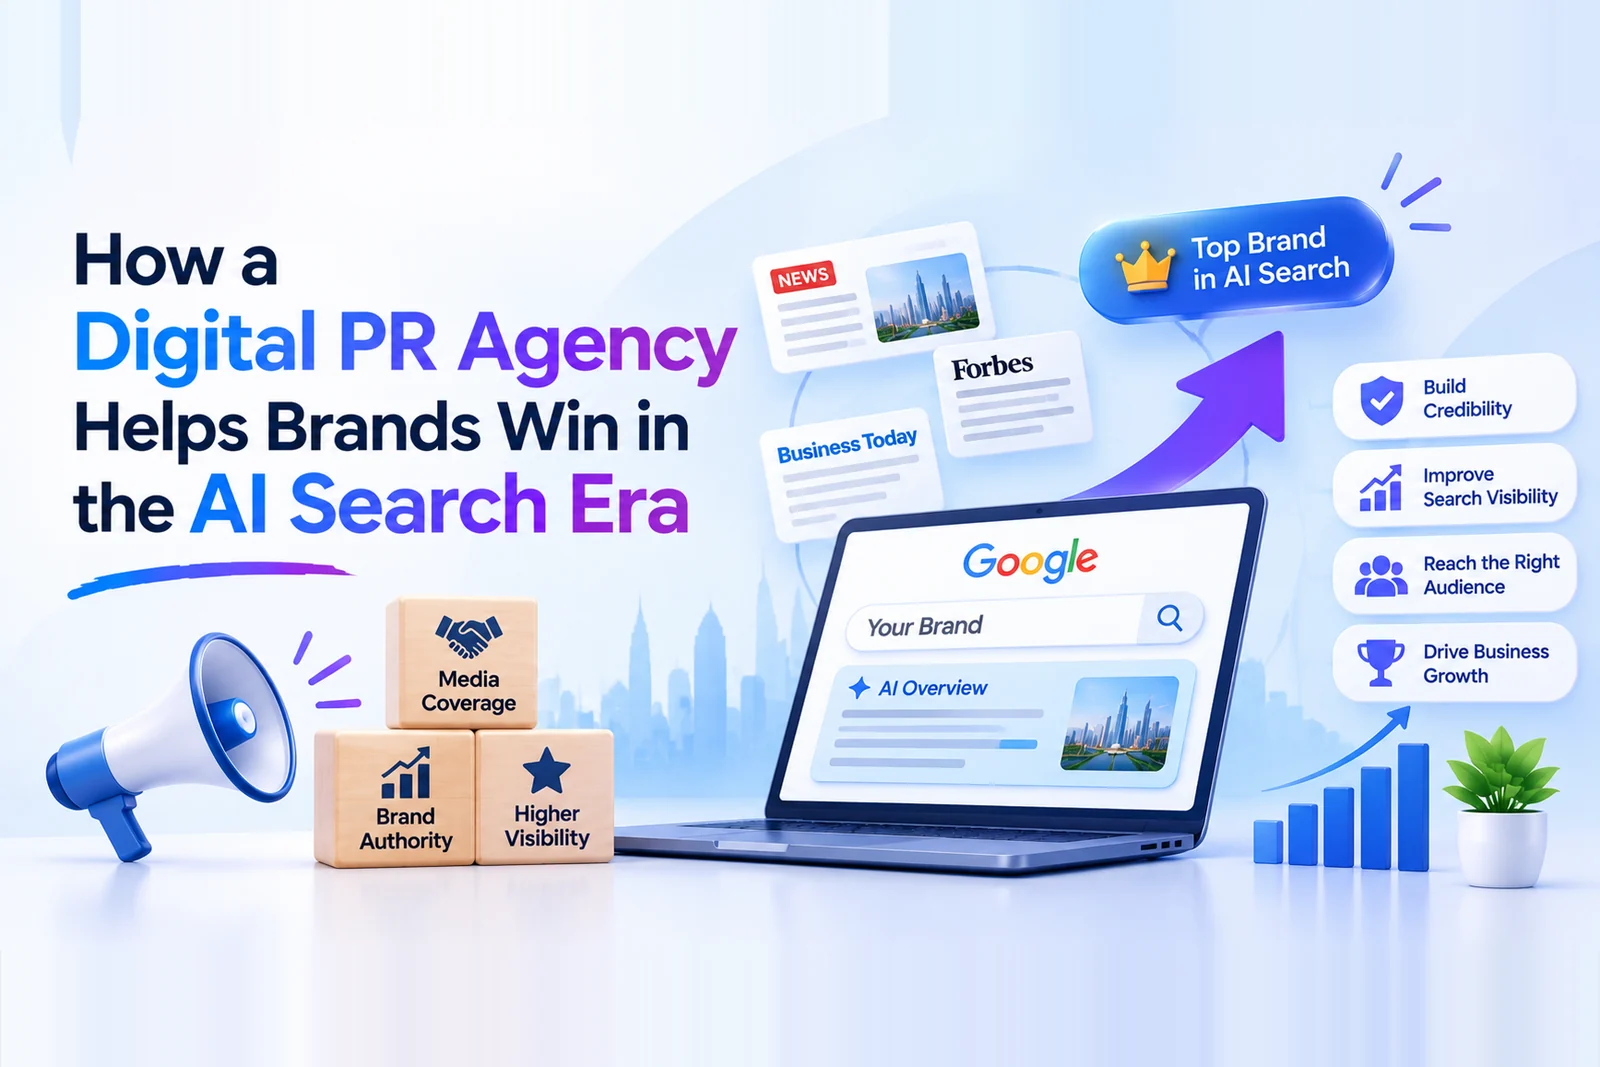 How a
Digital PR Agency
Helps Brands Win in
the AI Search Era
Media
Coverage
Brand
Authority
Higher
Visibility
NEWS
Forbes
Business Today
Top Brand
in AI Search
Google
Your Brand
AI Overview
Build
Credibility
Improve
Search Visibility
Reach the Right
Audience
Drive Business
Growth